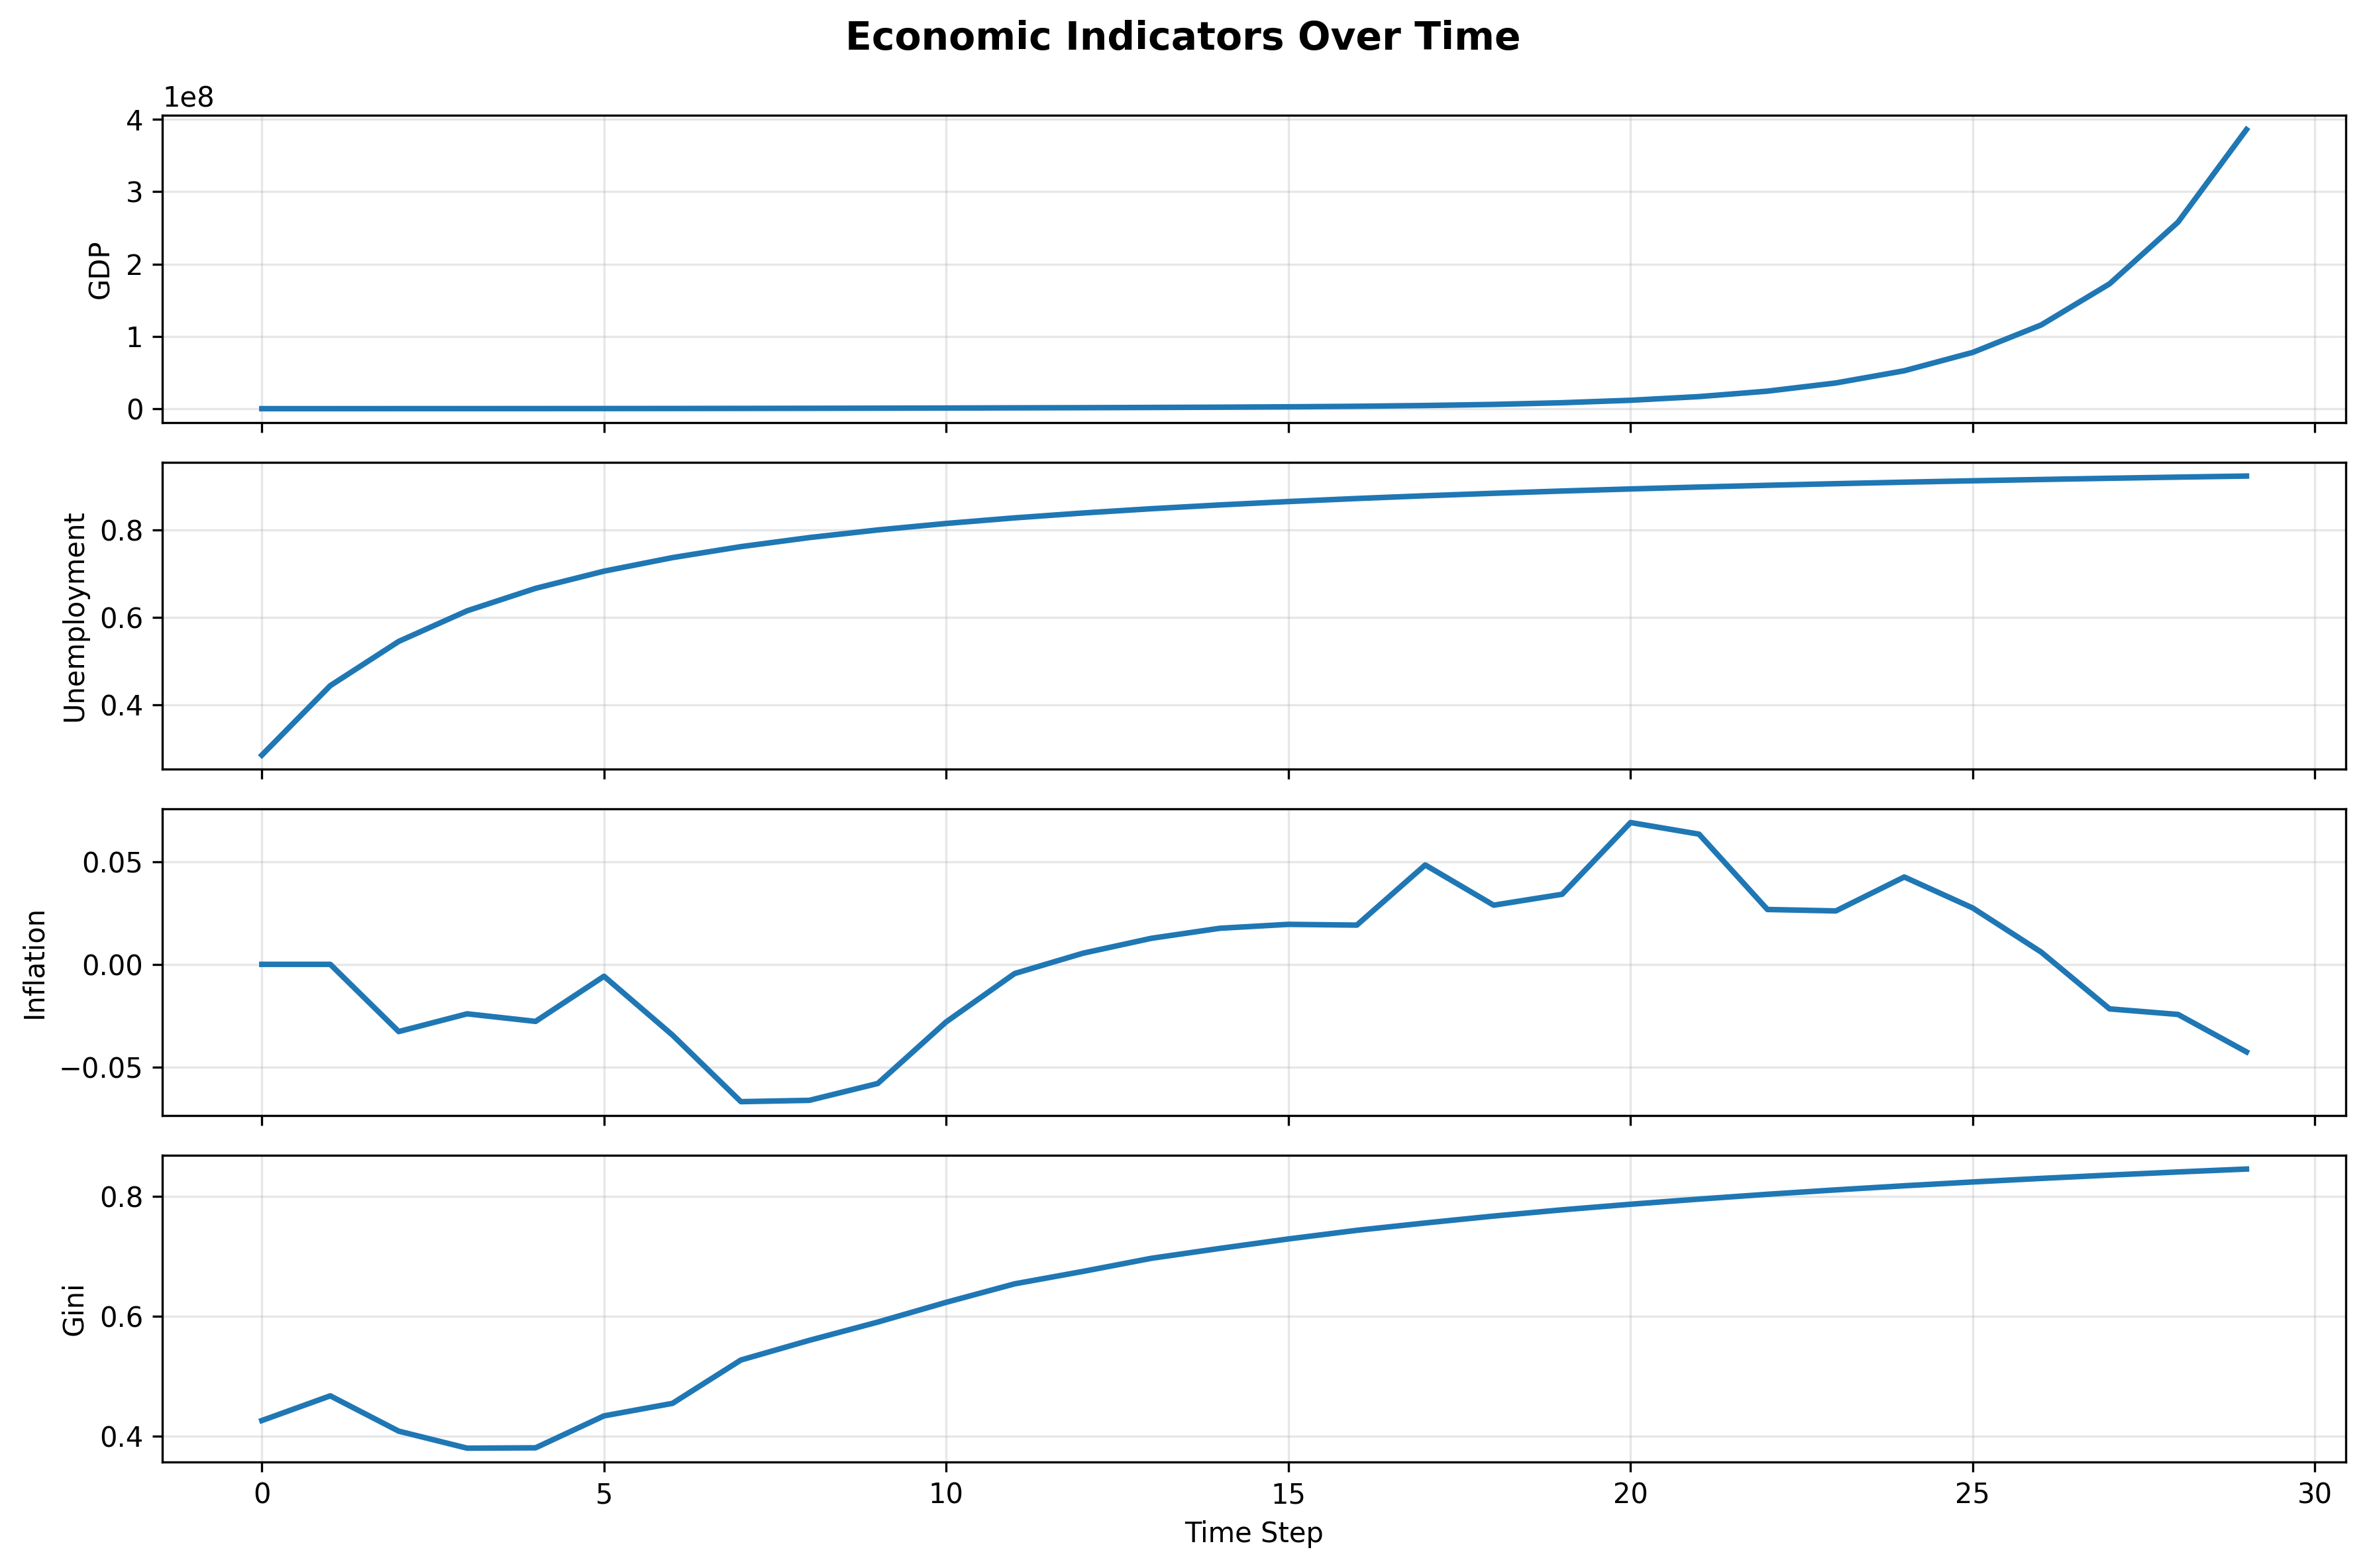 Economic Indicators Over Time
1e8
4
3
2
1
0
GDP
0.8
0.6
0.4
Unemployment
0.05
0.00
−0.05
Inflation
0.8
0.6
0.4
Gini
0 5 10 15 20 25 30
Time Step